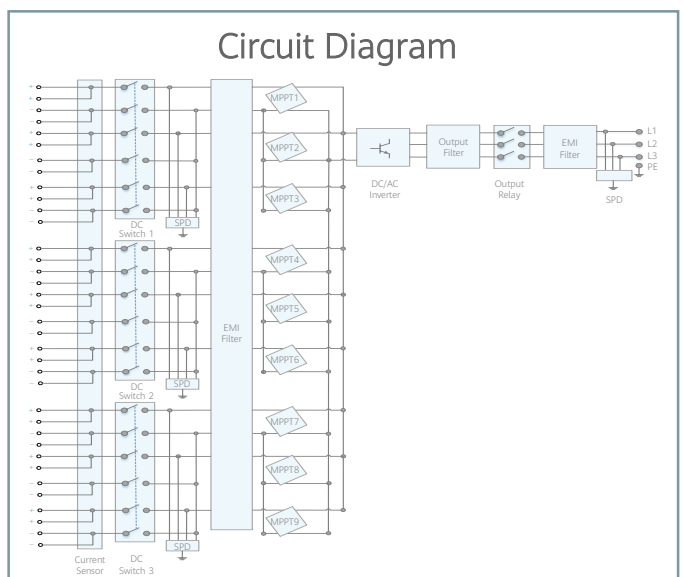 Circuit Diagram
MPPT1
MPPT2
MPPT3
DC
Switch 1
SPD
MPPT4
MPPT5
MPPT6
DC
Switch 2
SPD
MPPT7
MPPT8
MPPT9
SPD
Current
Sensor
DC
Switch 3
EMI
Filter
DC/AC
Inverter
Output
Filter
Output
Relay
EMI
Filter
L1
L2
L3
PE
SPD